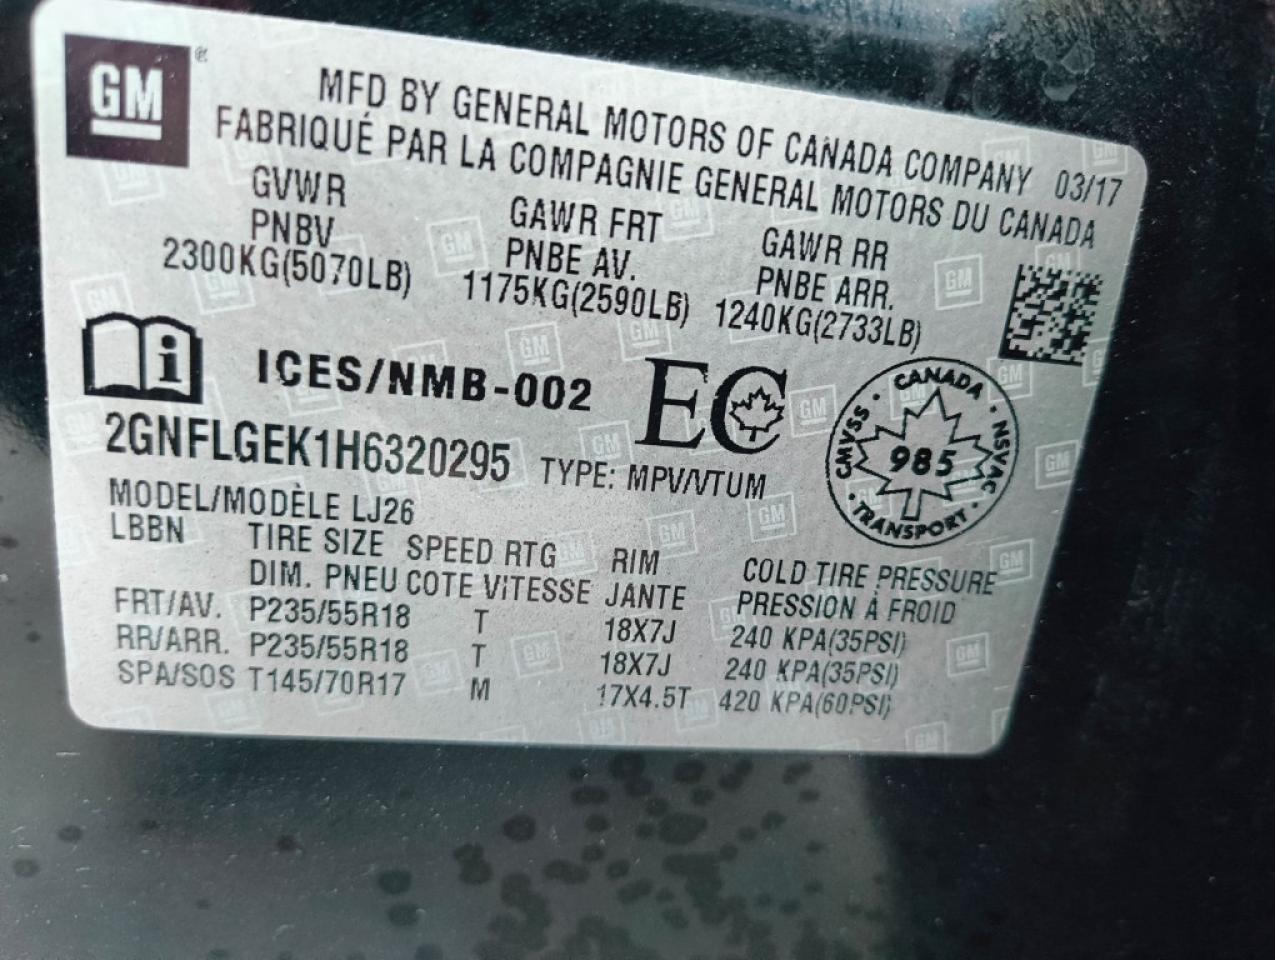 GM ®
MFD BY GENERAL MOTORS OF CANADA COMPANY 03/17
FABRIQUÉ PAR LA COMPAGNIE GENERAL MOTORS DU CANADA
GVWR GAWR FRT GAWR RR
PNBV PNBE AV. PNBE ARR.
2300KG(5070LB) 1175KG(2590LB) 1240KG(2733LB)
i ICES/NMB-002 EC
2GNFLGEK1H6320295 TYPE: MPV/VTUM
CANADA · NSVAC · TRANSPORT · CMVSS ·
985
MODEL/MODÈLE LJ26
LBBN TIRE SIZE SPEED RTG RIM COLD TIRE PRESSURE
DIM. PNEU COTE VITESSE JANTE PRESSION À FROID
FRT/AV. P235/55R18 T 18X7J 240 KPA(35PSI)
RR/ARR. P235/55R18 T 18X7J 240 KPA(35PSI)
SPA/SOS T145/70R17 M 17X4.5T 420 KPA(60PSI)